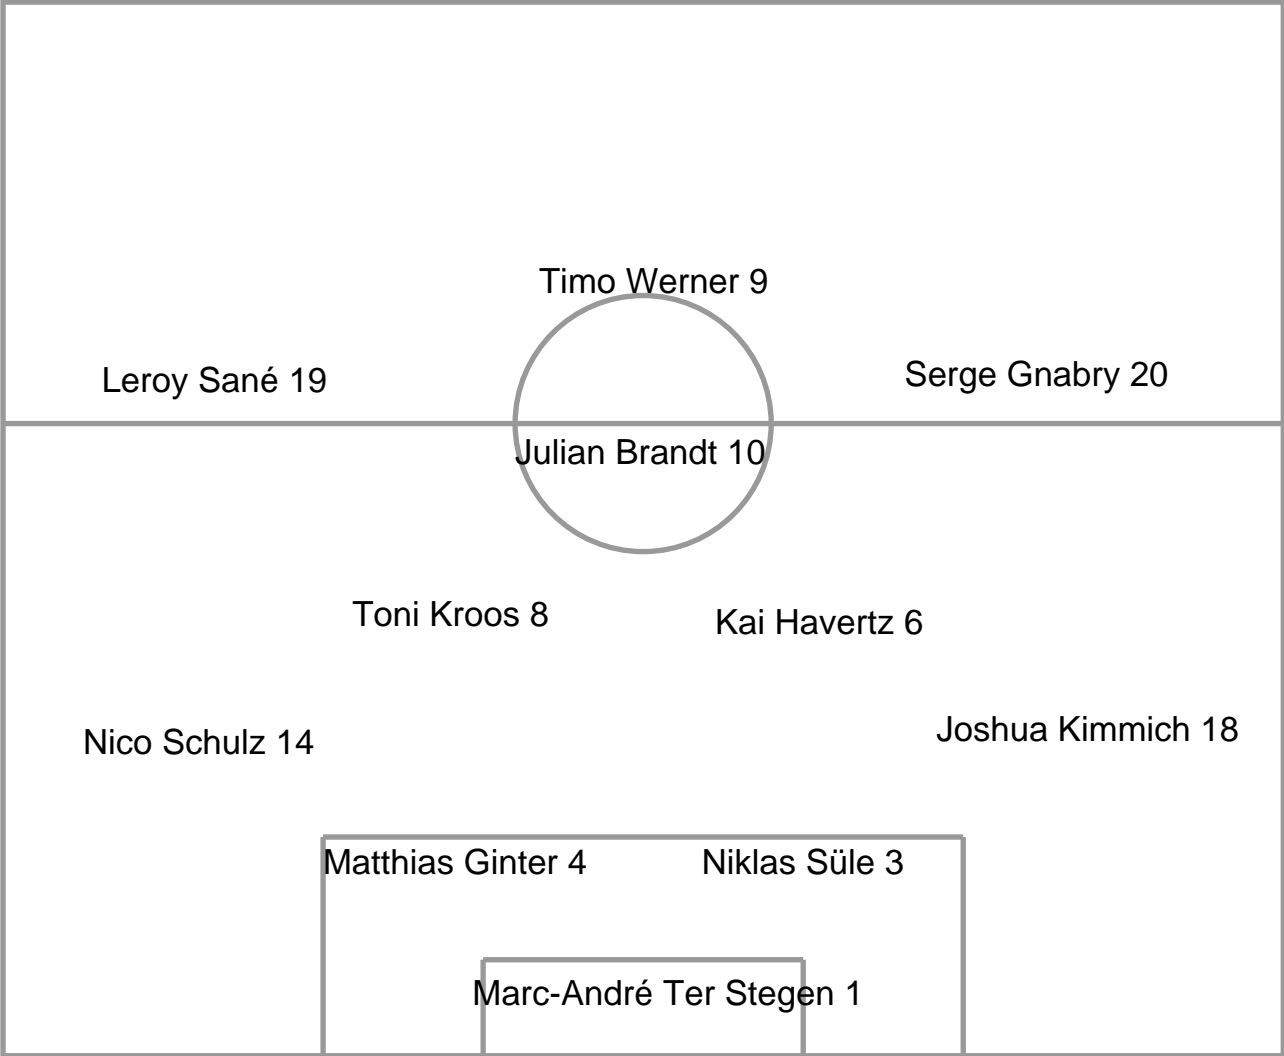 Timo Werner 9
Leroy Sané 19
Serge Gnabry 20
Julian Brandt 10
Toni Kroos 8
Kai Havertz 6
Nico Schulz 14
Joshua Kimmich 18
Matthias Ginter 4
Niklas Süle 3
Marc-André Ter Stegen 1